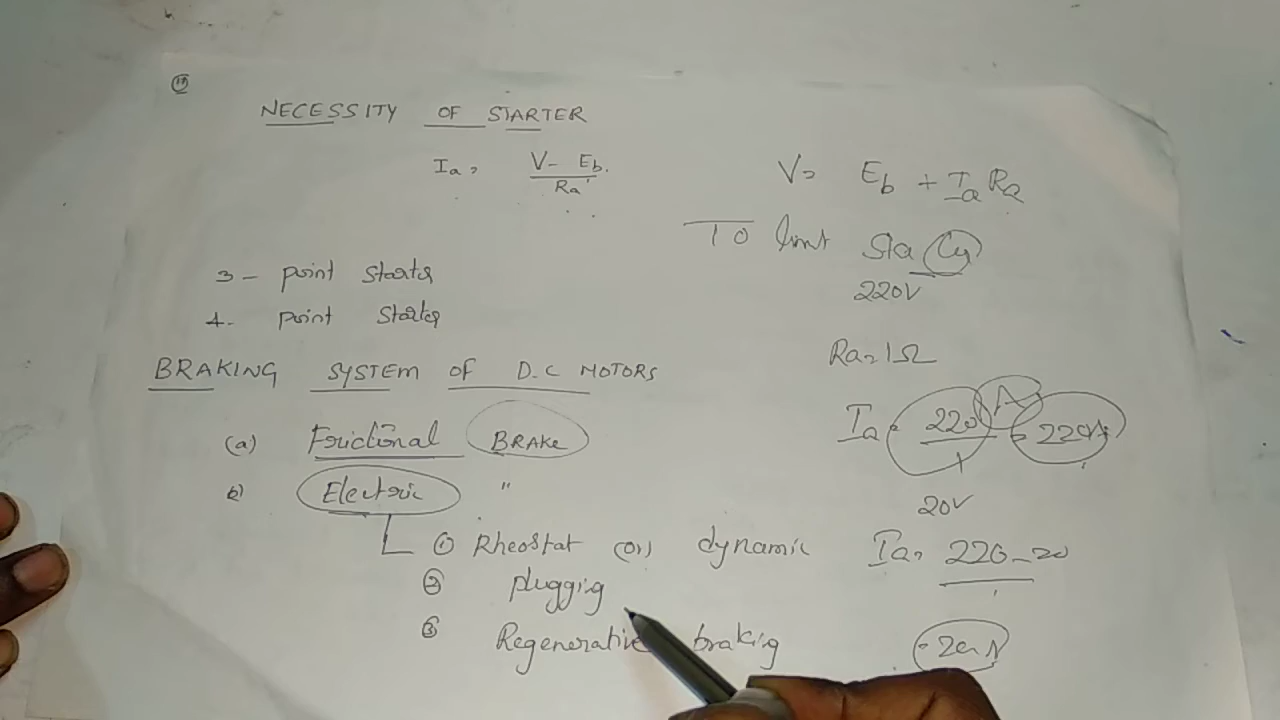 17
NECESSITY OF STARTER
Ia = V- Eb. / Ra
V= Eb + Ia Ra
To limit Sta Cy
220V
3 - point Starter
4- point Starter
Ra=1Ω
BRAKING SYSTEM OF D.C MOTORS
Ia = 220 / 1 = 220A
(a) Frictional BRAKE
b) Electric "
20V
① Rheostat (or) dynamic
Ia = 220-20
② plugging
③ Regenerative braking